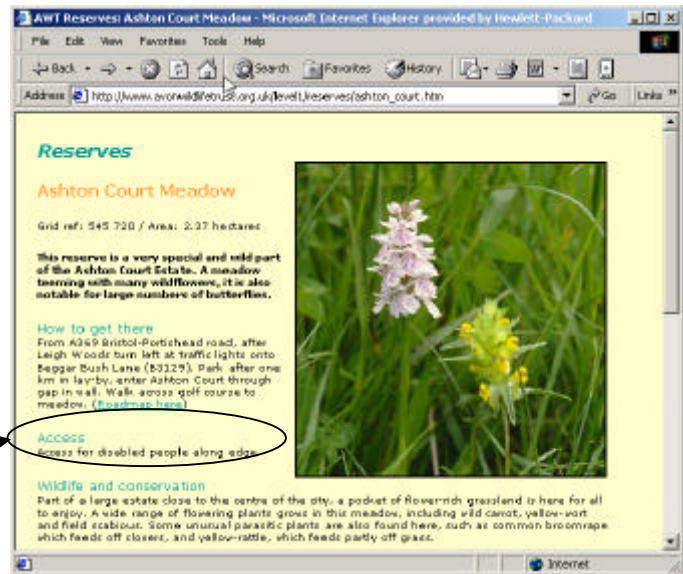 AWT Reserves: Ashton Court Meadow - Microsoft Internet Explorer provided by Hewlett-Packard
File Edit View Favorites Tools Help
Back Search Favorites History
Address http://www.avonwildlifetrust.org.uk/levelt/reserves/ashton_court.htm Go Links »
Reserves
Ashton Court Meadow
Grid ref: 545 720 / Area: 2.37 hectares
This reserve is a very special and wild part
of the Ashton Court Estate. A meadow
teeming with many wildflowers, it is also
notable for large numbers of butterflies.
How to get there
From A369 Bristol-Portishead road, after
Leigh Woods turn left at traffic lights onto
Beggar Bush Lane (B3129). Park after one
km in lay-by, enter Ashton Court through
gap in wall. Walk across golf course to
meadow. (Roadmap here)
Access
Access for disabled people along edge.
Wildlife and conservation
Part of a large estate close to the centre of the city, a pocket of flower-rich grassland is here for all
to enjoy. A wide range of flowering plants grows in this meadow, including wild carrot, yellow-wort
and field scabious. Some unusual parasitic plants are also found here, such as common broomrape
which feeds off clovers, and yellow-rattle, which feeds partly off grass.
Internet